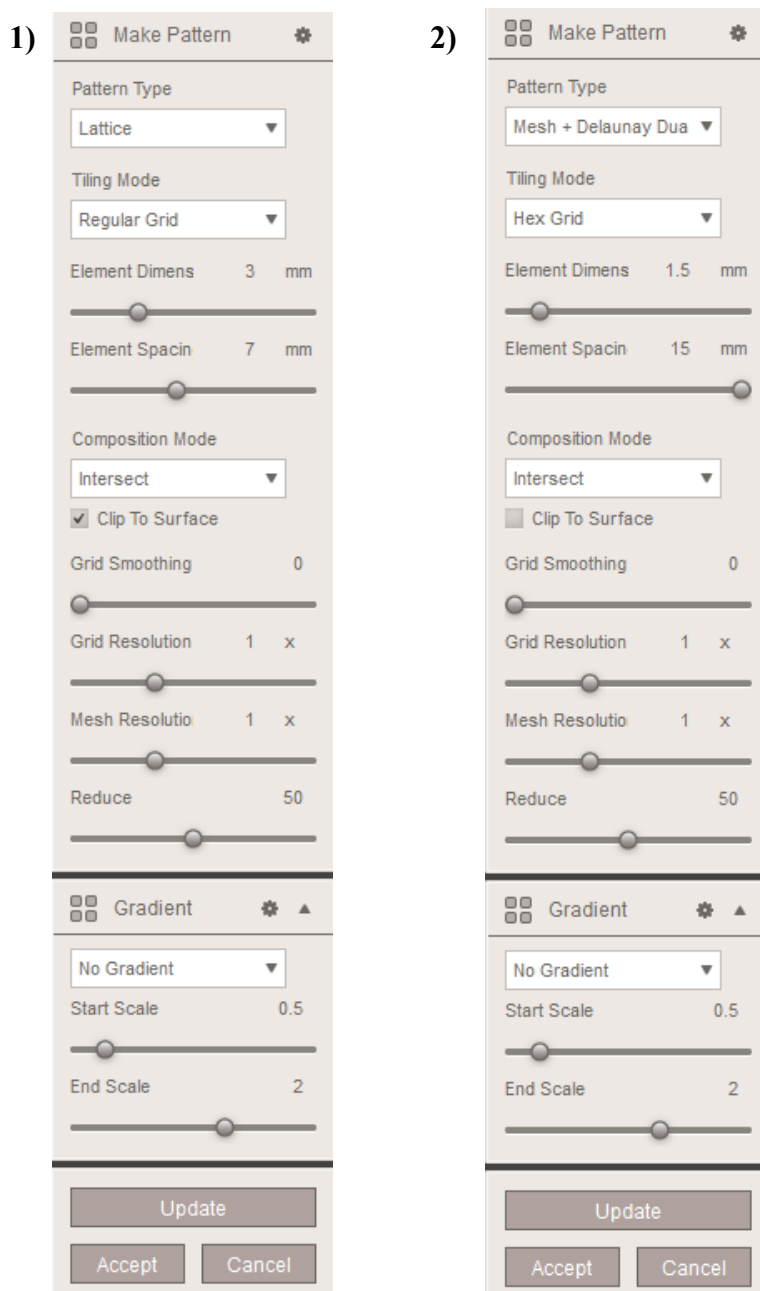 1)
Make Pattern
Pattern Type
Lattice
Tiling Mode
Regular Grid
Element Dimens 3 mm
Element Spacin 7 mm
Composition Mode
Intersect
Clip To Surface
Grid Smoothing 0
Grid Resolution 1 x
Mesh Resolutio 1 x
Reduce 50
Gradient
No Gradient
Start Scale 0.5
End Scale 2
Update
Accept Cancel
2)
Make Pattern
Pattern Type
Mesh + Delaunay Dua
Tiling Mode
Hex Grid
Element Dimens 1.5 mm
Element Spacin 15 mm
Composition Mode
Intersect
Clip To Surface
Grid Smoothing 0
Grid Resolution 1 x
Mesh Resolutio 1 x
Reduce 50
Gradient
No Gradient
Start Scale 0.5
End Scale 2
Update
Accept Cancel